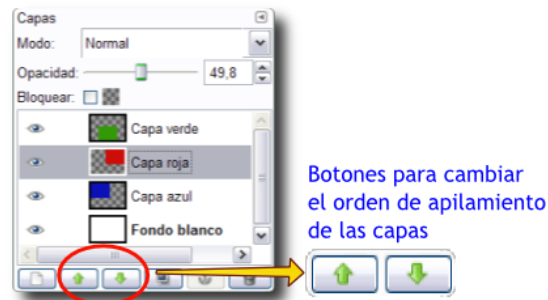 Capas
Modo: Normal
Opacidad: 49,8
Bloquear:
Capa verde
Capa roja
Capa azul
Fondo blanco
Botones para cambiar
el orden de apilamiento
de las capas